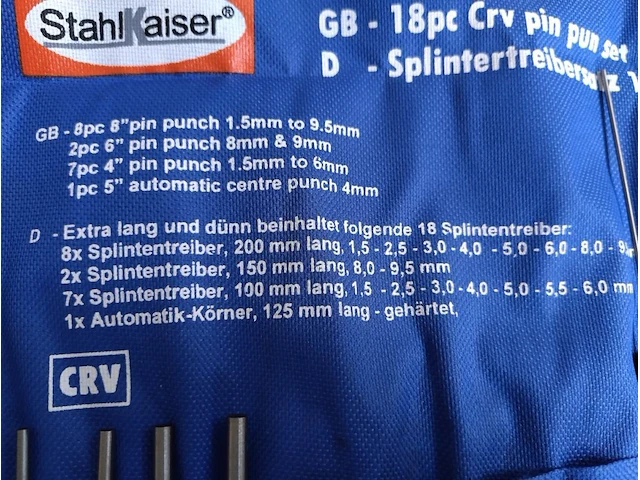 StahlKaiser®
GB - 18pc Crv pin pun set
D - Splintertreibersatz
GB - 8pc 8"pin punch 1.5mm to 9.5mm
2pc 6" pin punch 8mm & 9mm
7pc 4" pin punch 1.5mm to 6mm
1pc 5" automatic centre punch 4mm
D - Extra lang und dünn beinhaltet folgende 18 Splintentreiber:
8x Splintentreiber, 200 mm lang, 1,5 - 2,5 - 3,0 - 4,0 - 5,0 - 6,0 - 8,0 -
2x Splintentreiber, 150 mm lang, 8,0 - 9,5 mm
7x Splintentreiber, 100 mm lang, 1,5 - 2,5 - 3,0 - 4,0 - 5,0 - 5,5 - 6,0 mm
1x Automatik-Körner, 125 mm lang - gehärtet,
CRV